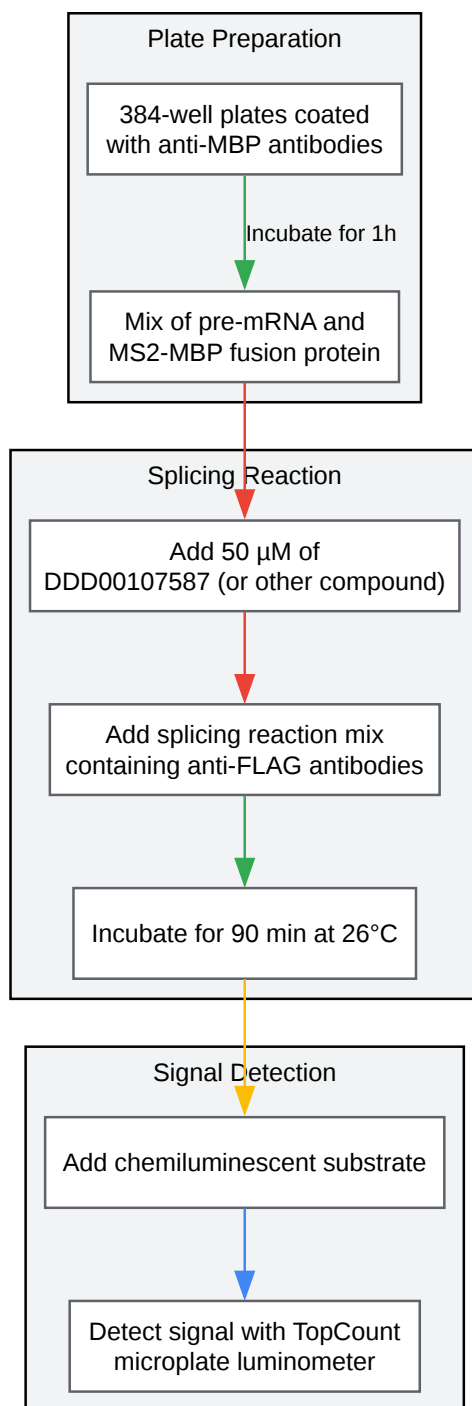 Plate Preparation
384-well plates coated
with anti-MBP antibodies
Incubate for 1h
Mix of pre-mRNA and
MS2-MBP fusion protein
Splicing Reaction
Add 50 µM of
DDD00107587 (or other compound)
Add splicing reaction mix
containing anti-FLAG antibodies
Incubate for 90 min at 26°C
Signal Detection
Add chemiluminescent substrate
Detect signal with TopCount
microplate luminometer